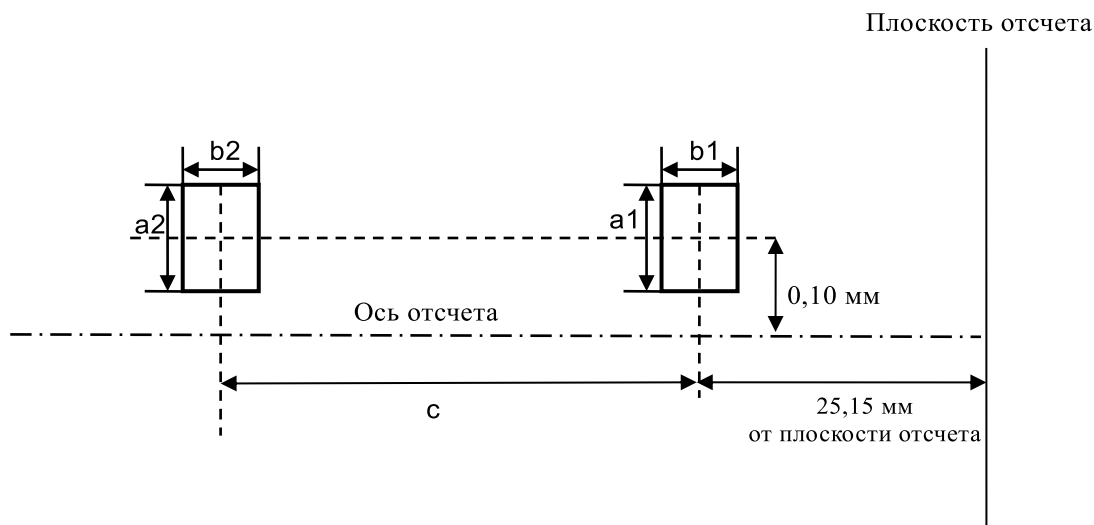 Плоскость отсчета
b2
b1
a2
a1
0,10 мм
Ось отсчета
c
25,15 мм
от плоскости отсчета